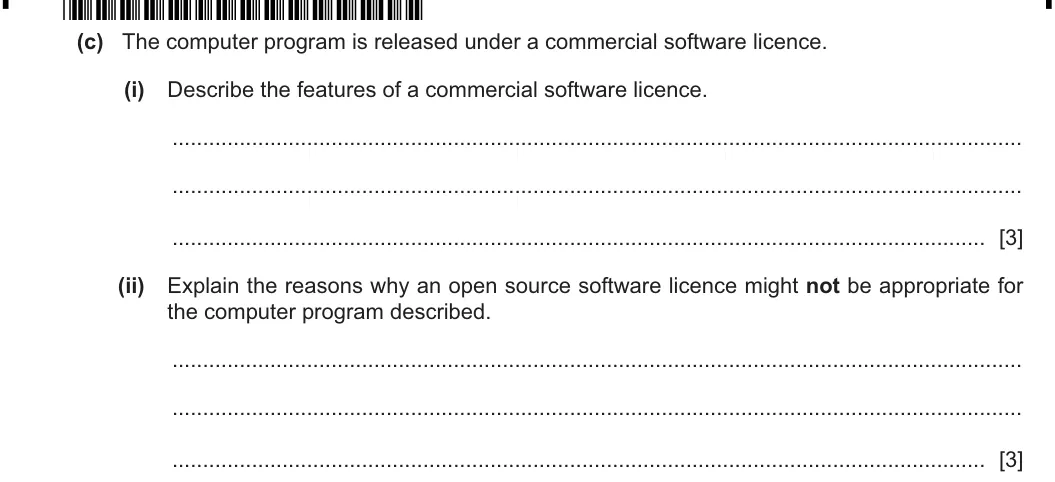 (c) The computer program is released under a commercial software licence.
(i) Describe the features of a commercial software licence.
..........................................................................................................................................
..........................................................................................................................................
.................................................................................................................................... [3]
(ii) Explain the reasons why an open source software licence might not be appropriate for
the computer program described.
..........................................................................................................................................
..........................................................................................................................................
.................................................................................................................................... [3]